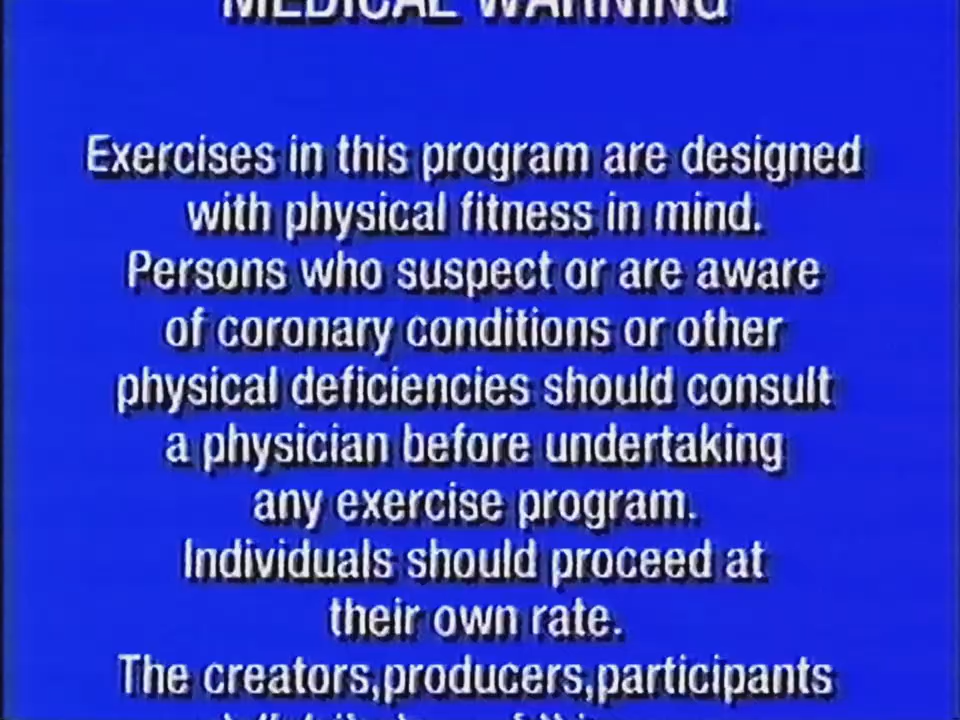 MEDICAL WARNING
Exercises in this program are designed
with physical fitness in mind.
Persons who suspect or are aware
of coronary conditions or other
physical deficiencies should consult
a physician before undertaking
any exercise program.
Individuals should proceed at
their own rate.
The creators,producers,participants